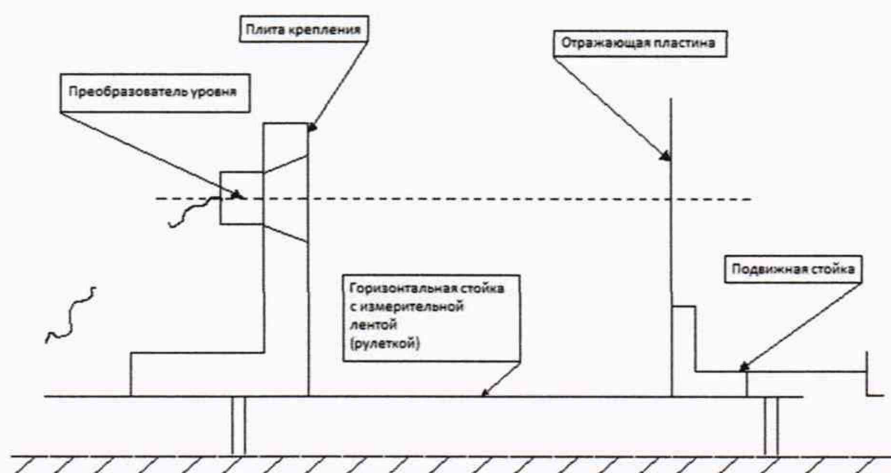 Плита крепления
Отражающая пластина
Преобразователь уровня
Горизонтальная стойка
с измерительной
лентой
(рулеткой)
Подвижная стойка